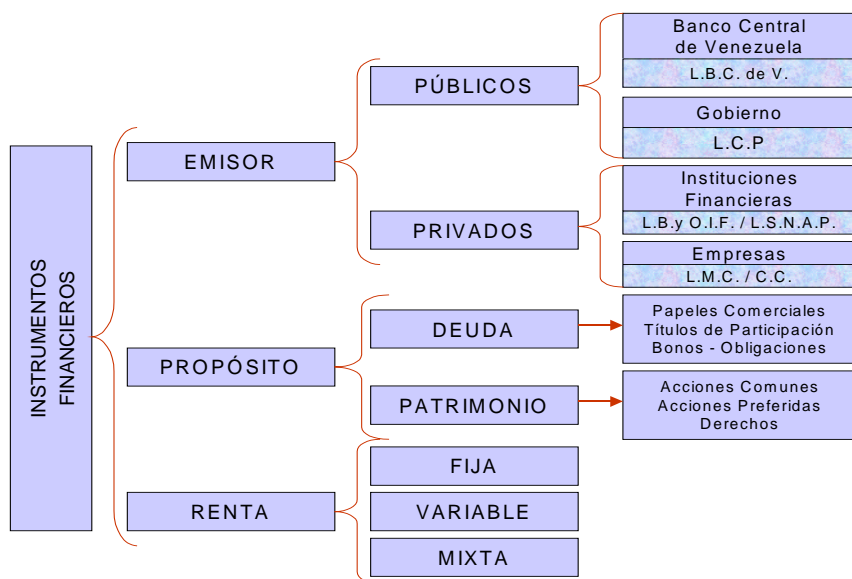 INSTRUMENTOS
FINANCIEROS
EMISOR
PÚBLICOS
Banco Central
de Venezuela
L.B.C. de V.
Gobierno
L.C.P
PRIVADOS
Instituciones
Financieras
L.B.y O.I.F. / L.S.N.A.P.
Empresas
L.M.C. / C.C.
PROPÓSITO
DEUDA
Papeles Comerciales
Títulos de Participación
Bonos - Obligaciones
PATRIMONIO
Acciones Comunes
Acciones Preferidas
Derechos
RENTA
FIJA
VARIABLE
MIXTA